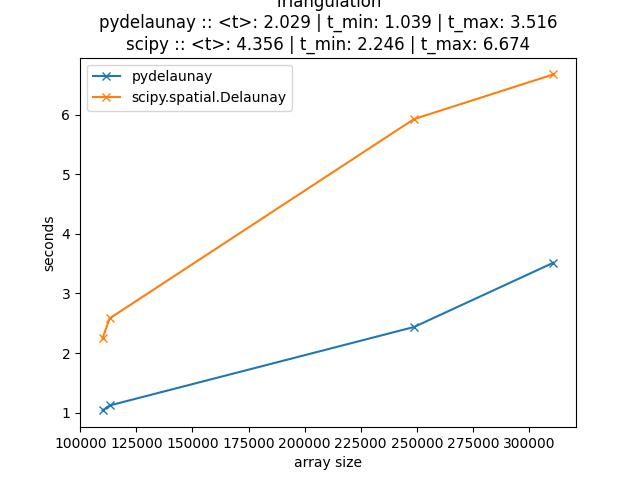 Triangulation
pydelaunay :: <t>: 2.029 | t_min: 1.039 | t_max: 3.516
scipy :: <t>: 4.356 | t_min: 2.246 | t_max: 6.674
pydelaunay
scipy.spatial.Delaunay
6
5
4
3
2
1
seconds
100000 125000 150000 175000 200000 225000 250000 275000 300000
array size